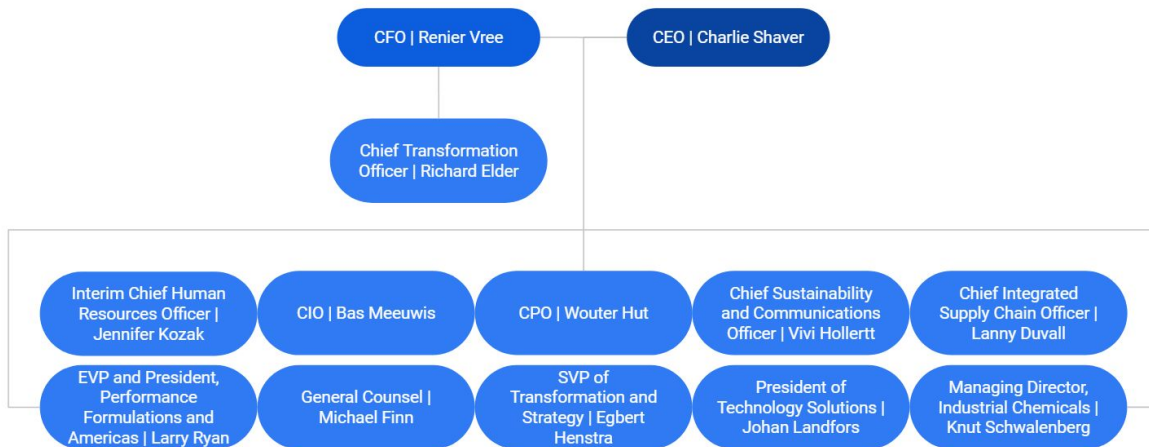 CFO | Renier Vree
CEO | Charlie Shaver
Chief Transformation
Officer | Richard Elder
Interim Chief Human
Resources Officer |
Jennifer Kozak
CIO | Bas Meeuwis
CPO | Wouter Hut
Chief Sustainability
and Communications
Officer | Vivi Hollertt
Chief Integrated
Supply Chain Officer |
Lanny Duvall
EVP and President,
Performance
Formulations and
Americas | Larry Ryan
General Counsel |
Michael Finn
SVP of
Transformation and
Strategy | Egbert
Henstra
President of
Technology Solutions |
Johan Landfors
Managing Director,
Industrial Chemicals |
Knut Schwalenberg